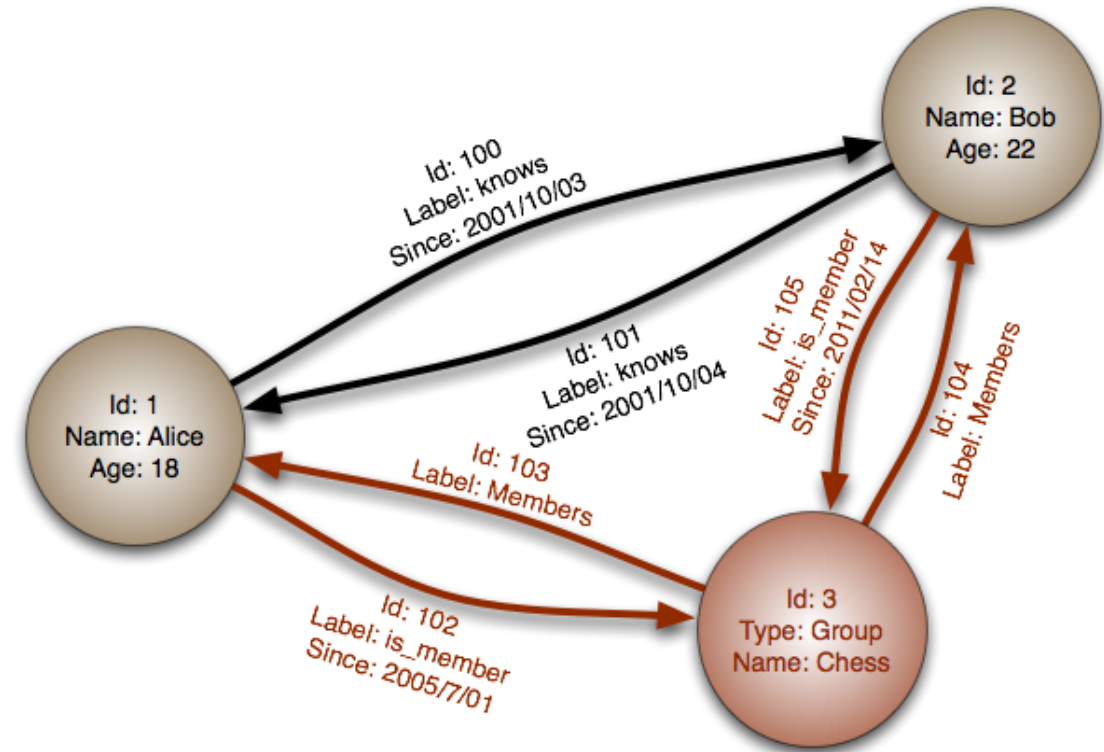 Id: 2
Name: Bob
Age: 22
Id: 100
Label: knows
Since: 2001/10/03
Id: 101
Label: knows
Since: 2001/10/04
Id: 105
Label: is_member
Since: 2011/02/14
Id: 104
Label: Members
Id: 1
Name: Alice
Age: 18
Id: 103
Label: Members
Id: 102
Label: is_member
Since: 2005/7/01
Id: 3
Type: Group
Name: Chess